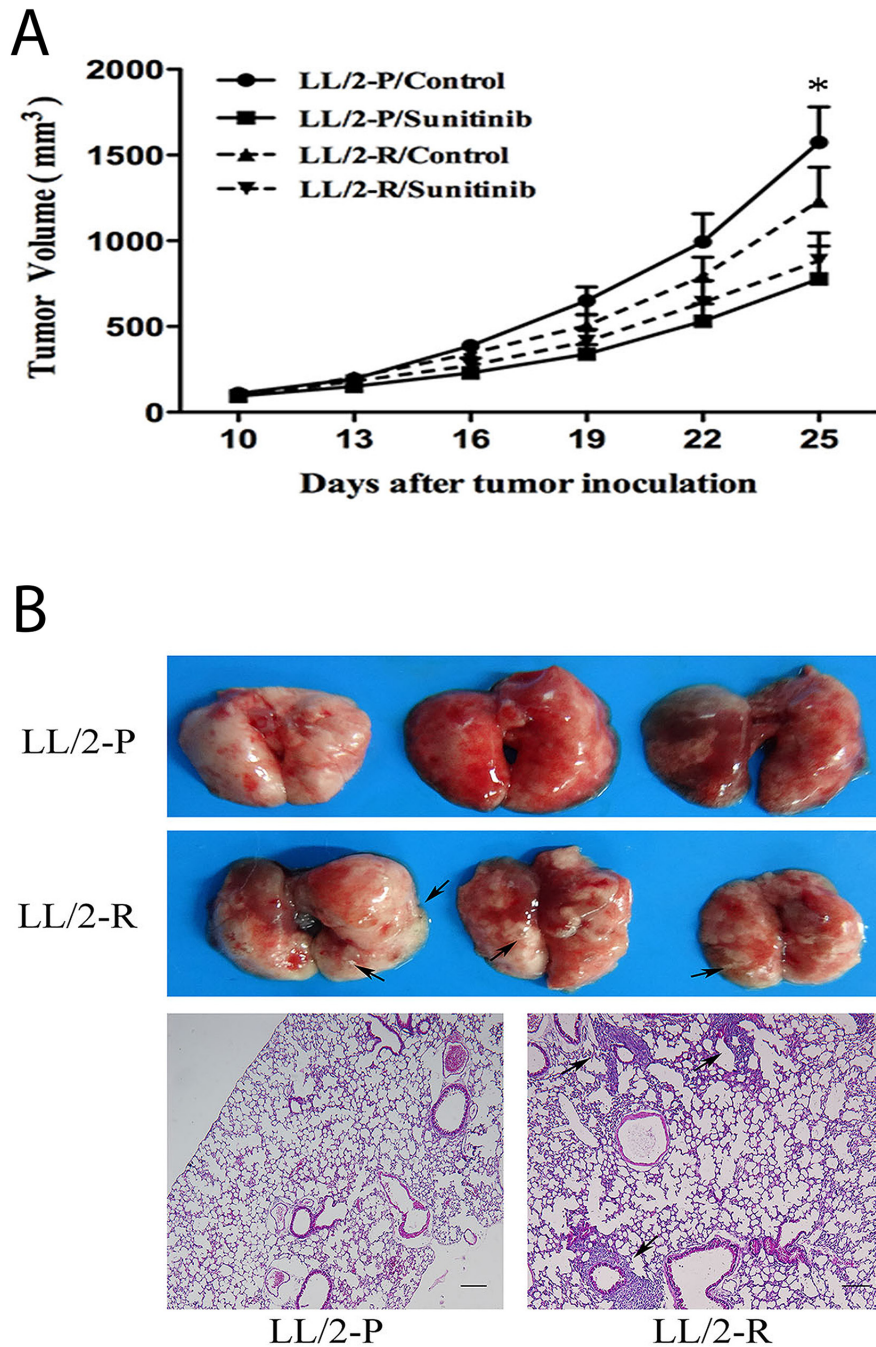 A
2000
1500
1000
500
0
Tumor Volume ( mm³ )
LL/2-P/Control
LL/2-P/Sunitinib
LL/2-R/Control
LL/2-R/Sunitinib
*
10 13 16 19 22 25
Days after tumor inoculation
B
LL/2-P
LL/2-R
LL/2-P LL/2-R